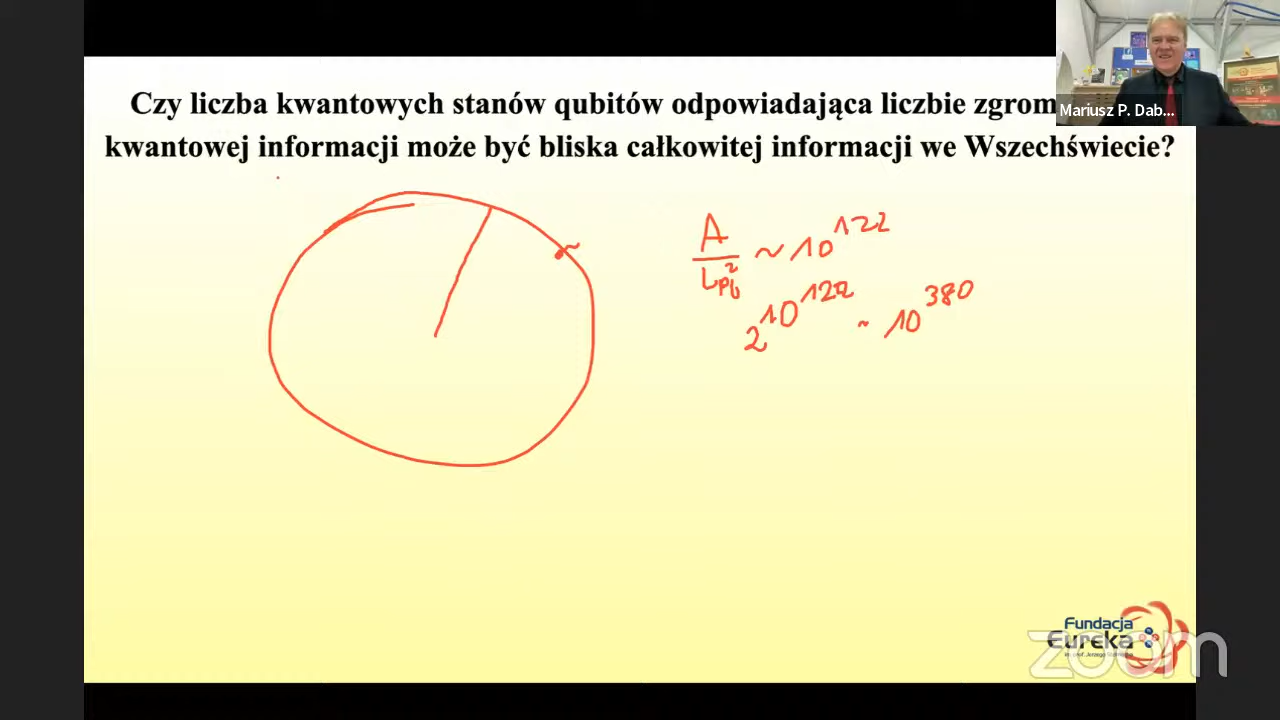 Czy liczba kwantowych stanów qubitów odpowiadająca liczbie zgrom
kwantowej informacji może być bliska całkowitej informacji we Wszechświecie?
Mariusz P. Dab...
A/L_Pl^2 ~ 10^122
2^10^122 ~ 10^380
Fundacja
Eureka
zoom